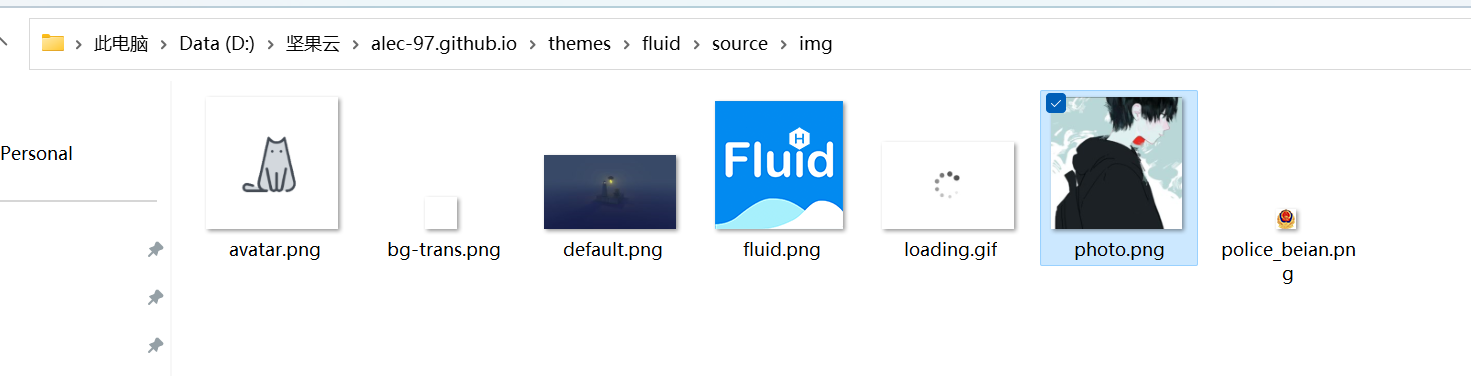 此电脑 > Data (D:) > 坚果云 > alec-97.github.io > themes > fluid > source > img
Personal
Fluid
H
avatar.png
bg-trans.png
default.png
fluid.png
loading.gif
photo.png
police_beian.pn
g